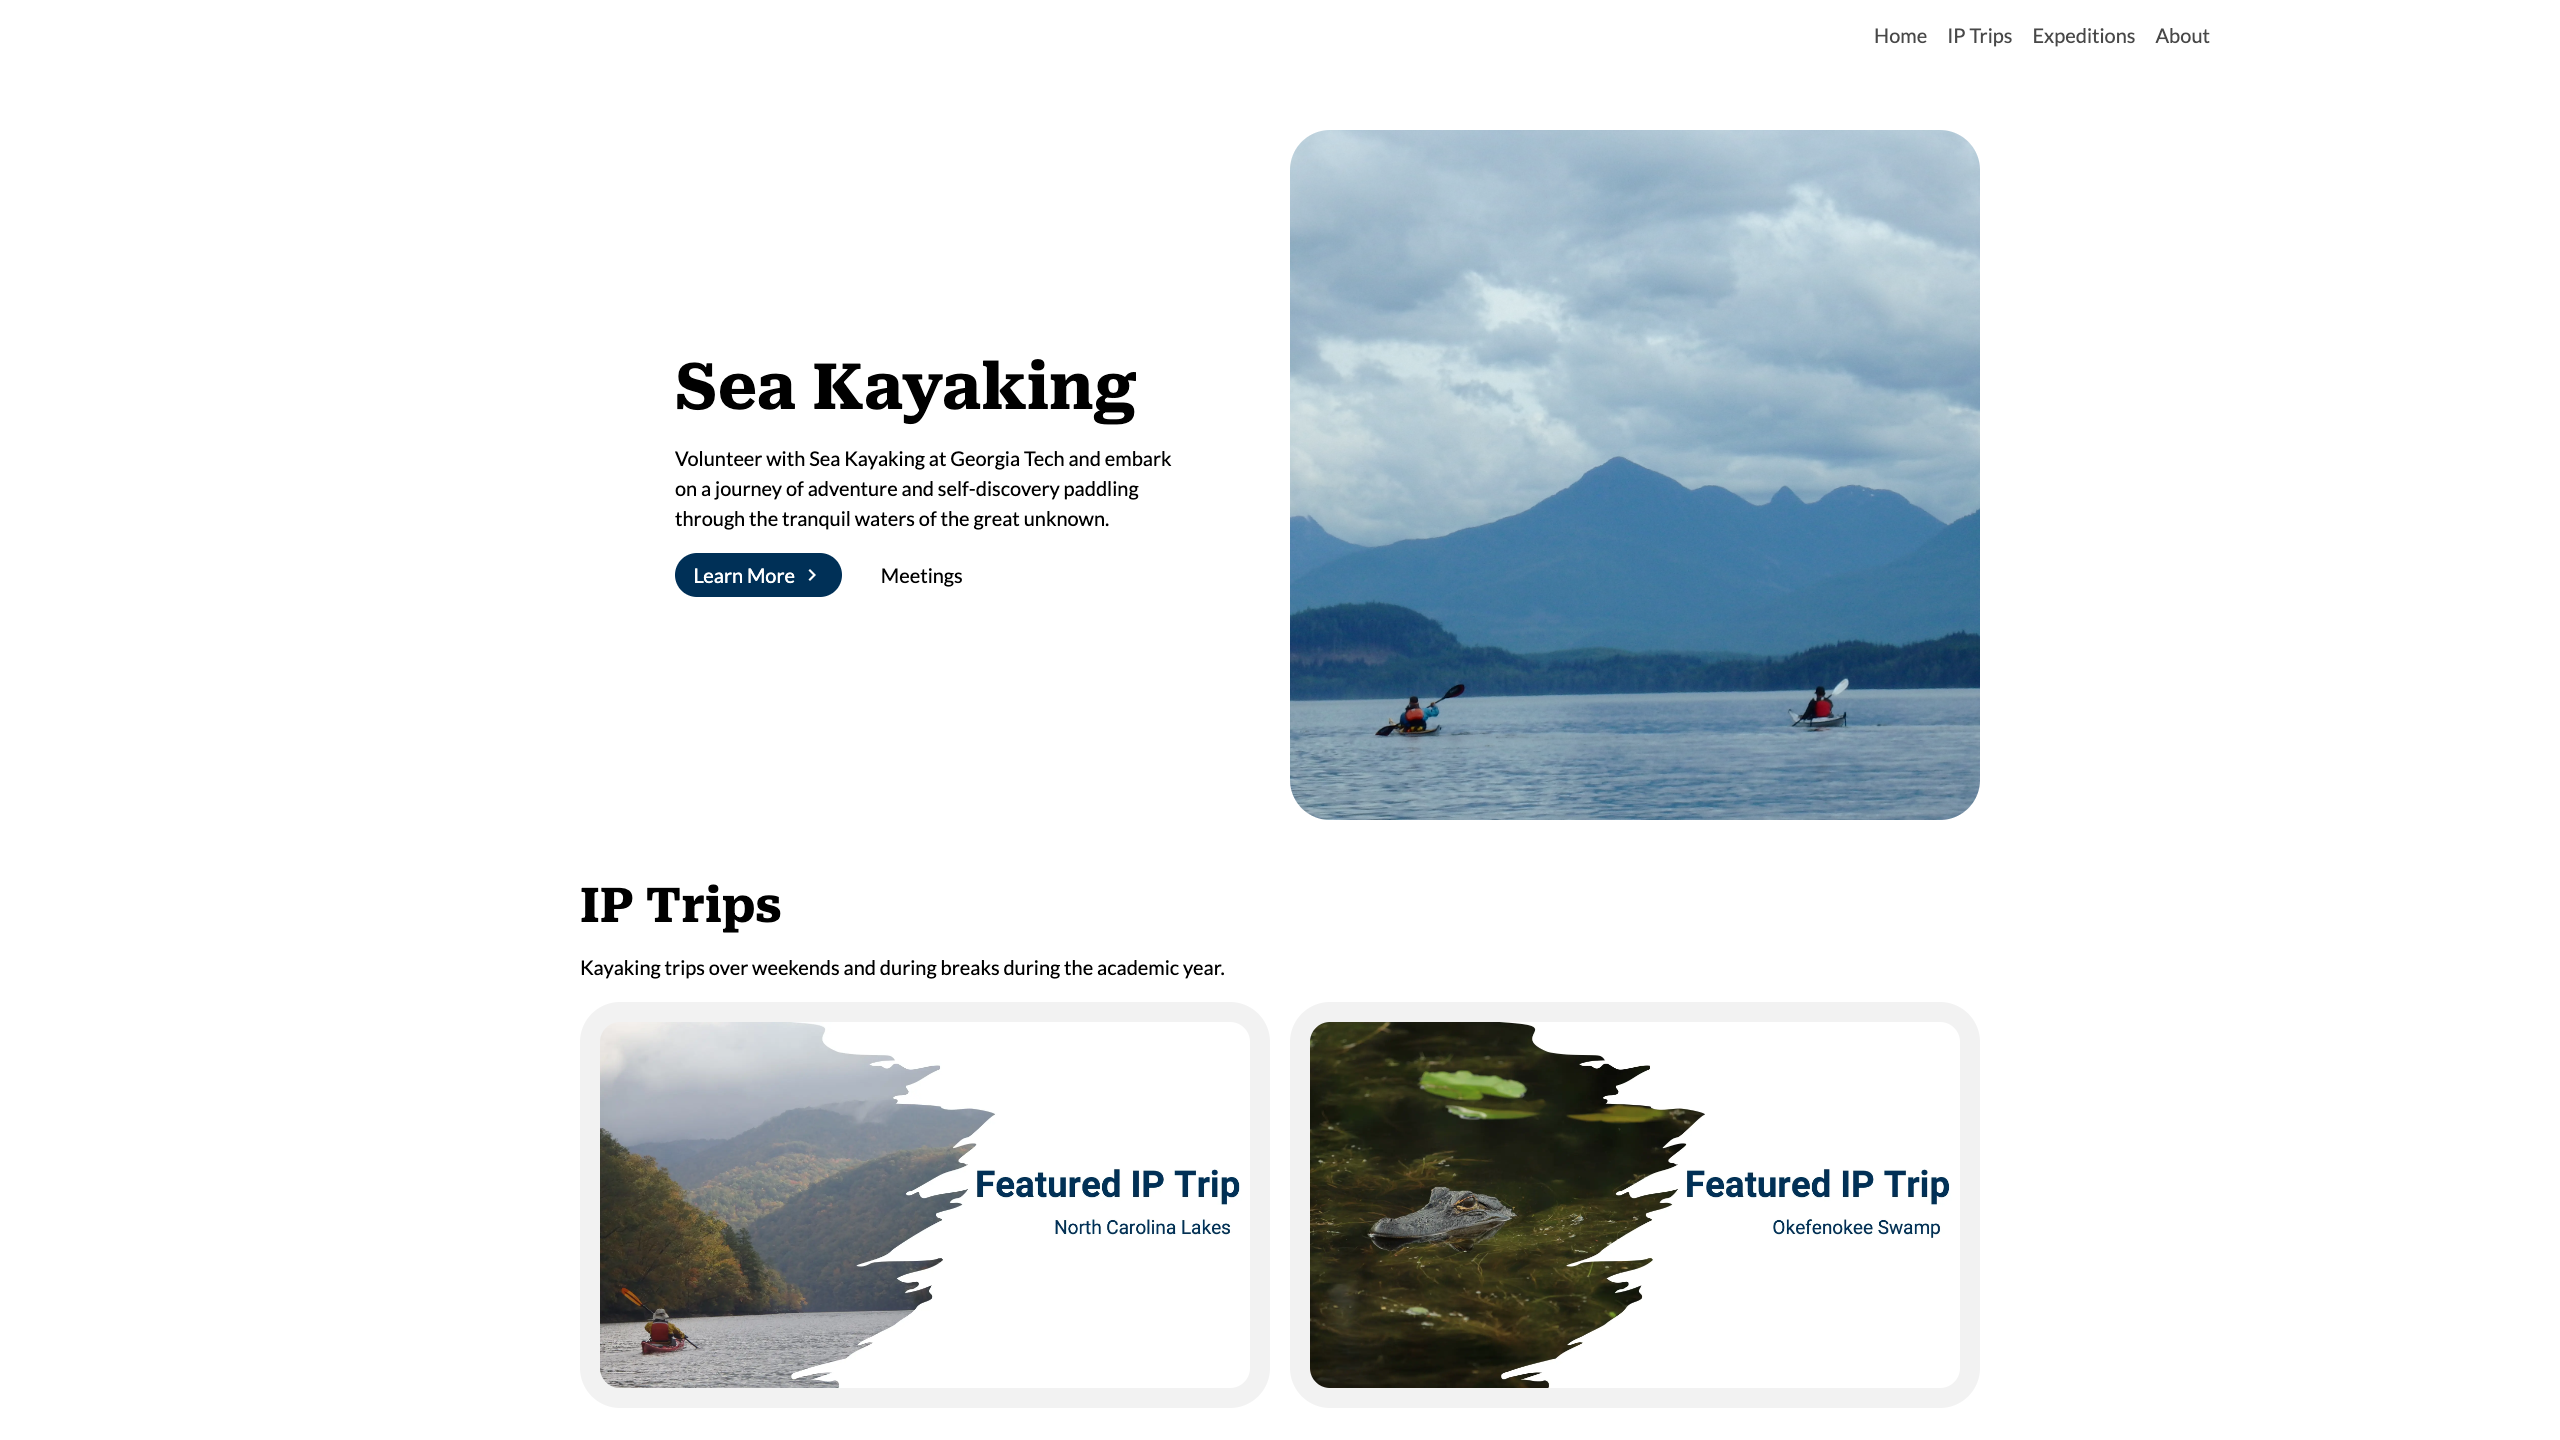 Home IP Trips Expeditions About
Sea Kayaking
Volunteer with Sea Kayaking at Georgia Tech and embark
on a journey of adventure and self-discovery paddling
through the tranquil waters of the great unknown.
Learn More Meetings
IP Trips
Kayaking trips over weekends and during breaks during the academic year.
Featured IP Trip
North Carolina Lakes
Featured IP Trip
Okefenokee Swamp